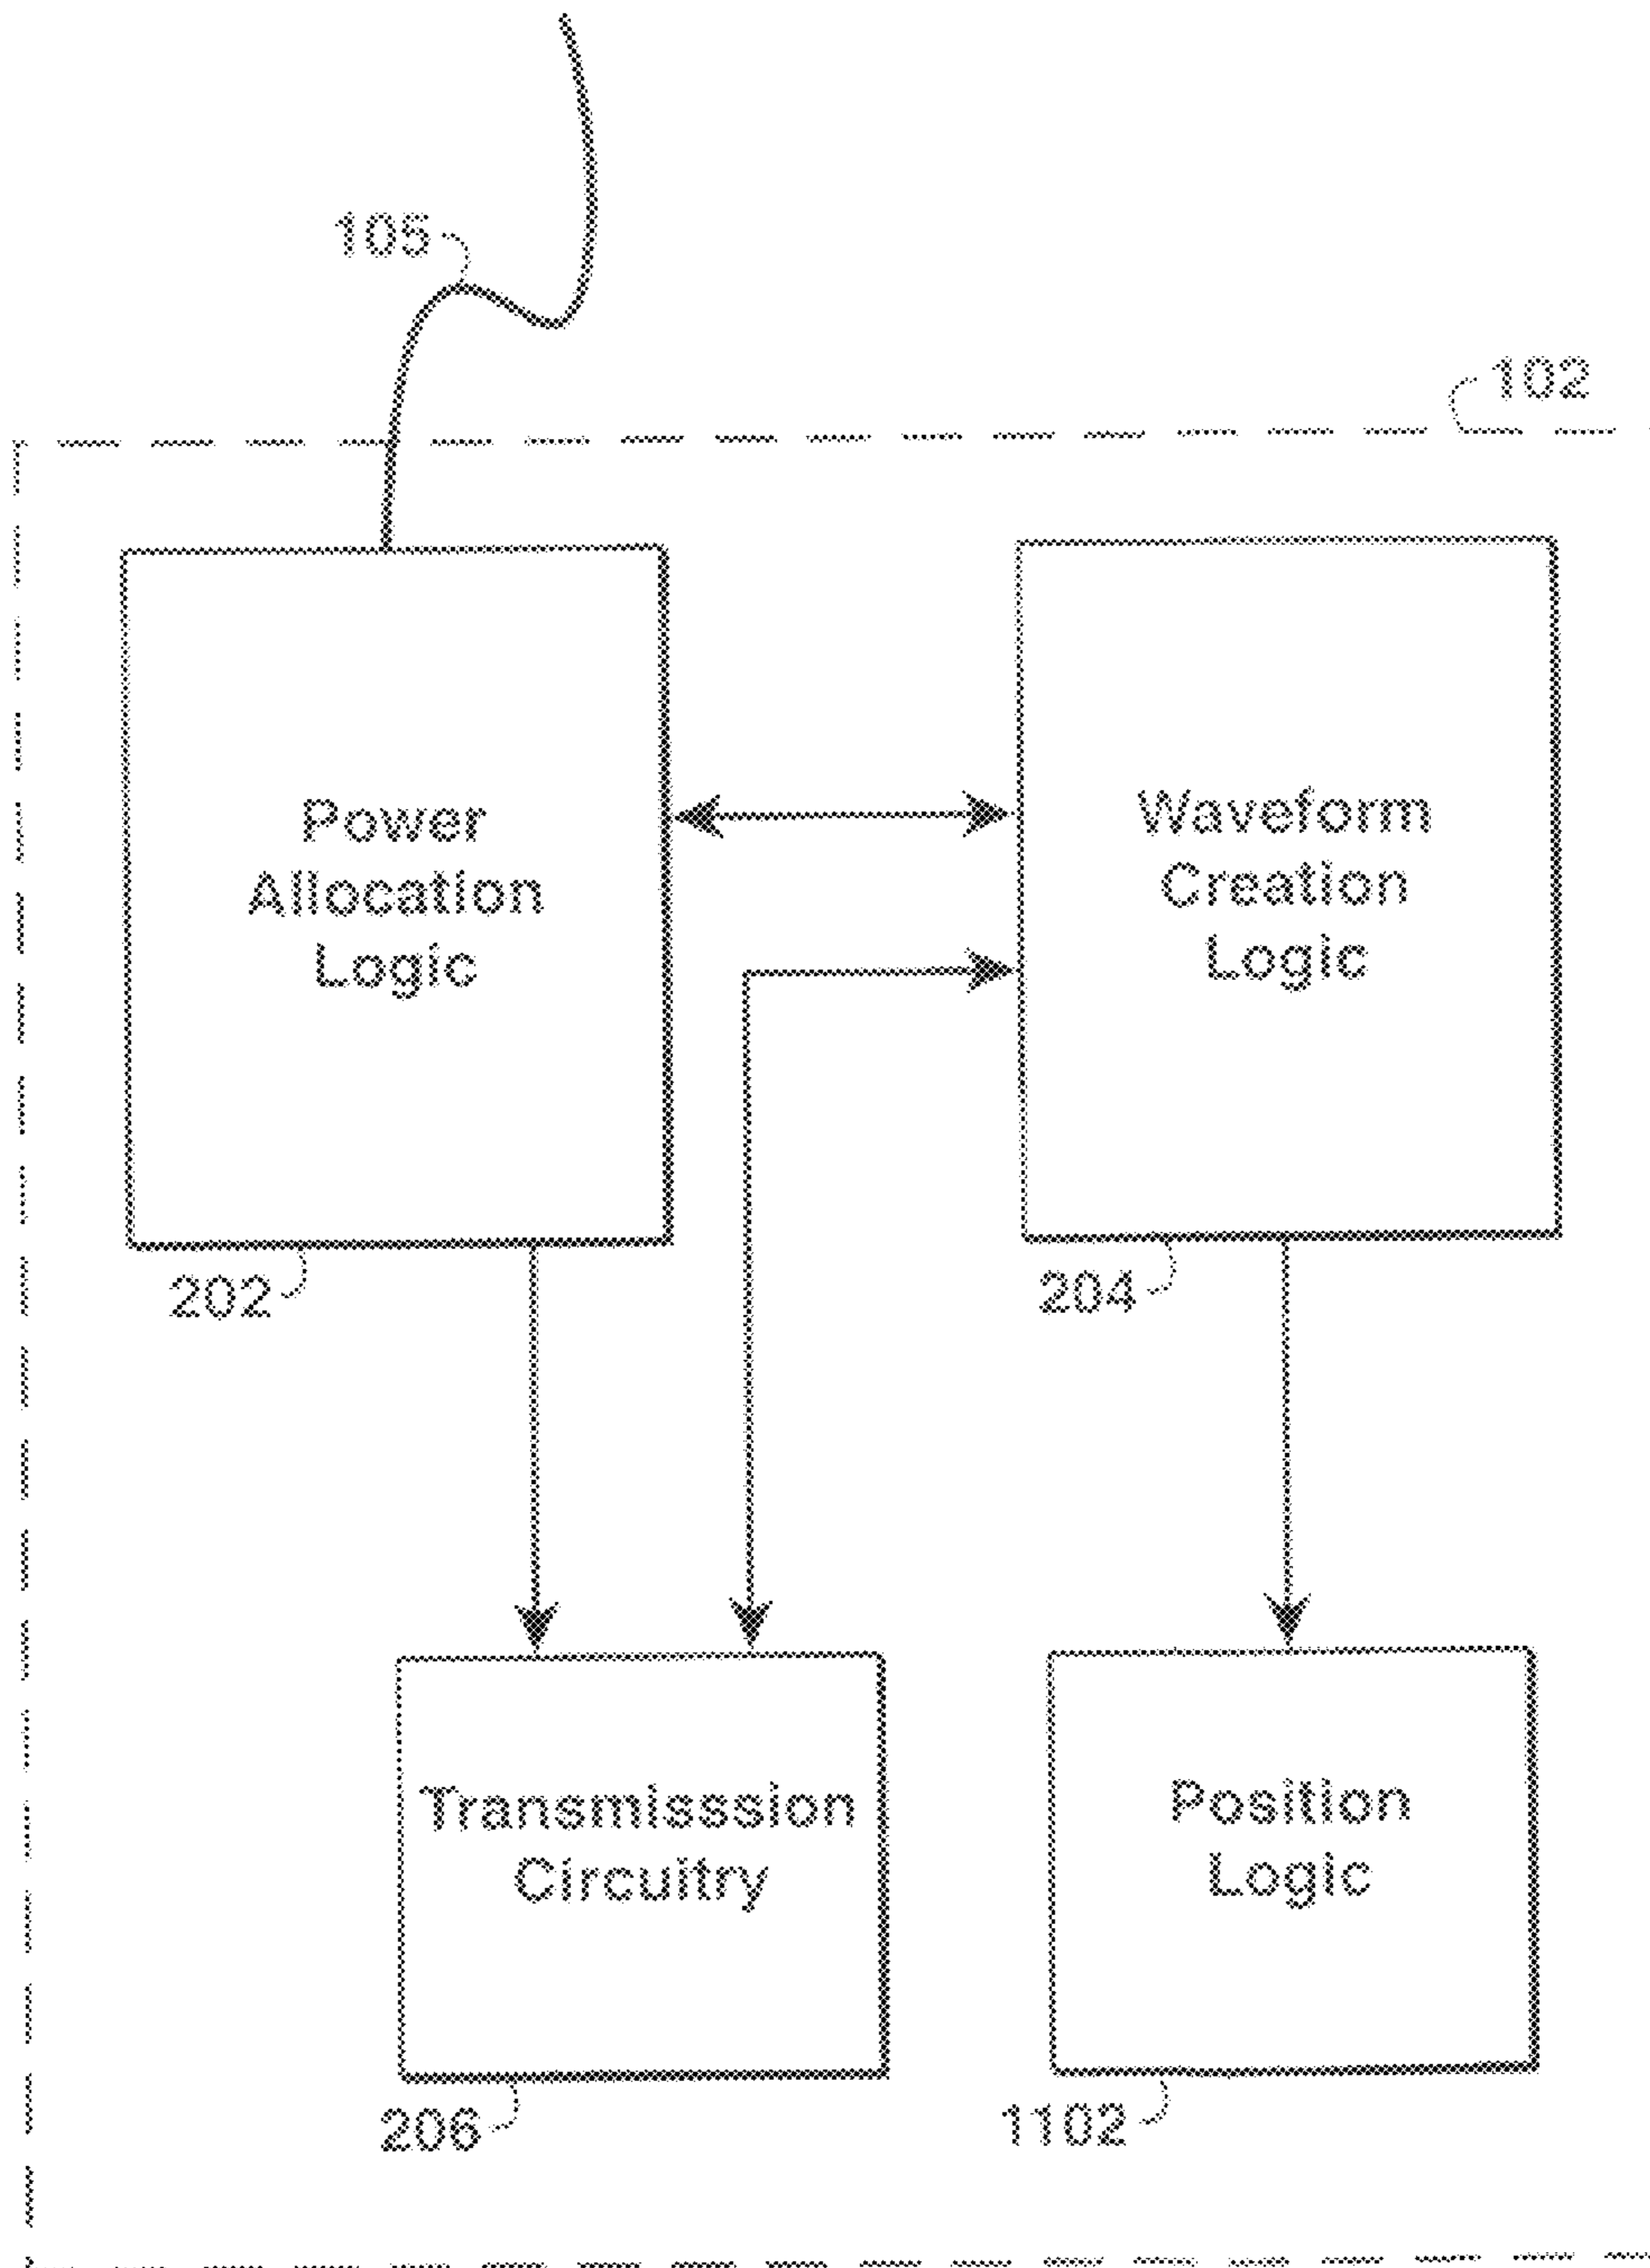 105
102
Power
Allocation
Logic
Waveform
Creation
Logic
202
204
Transmisssion
Circuitry
Position
Logic
206
1102